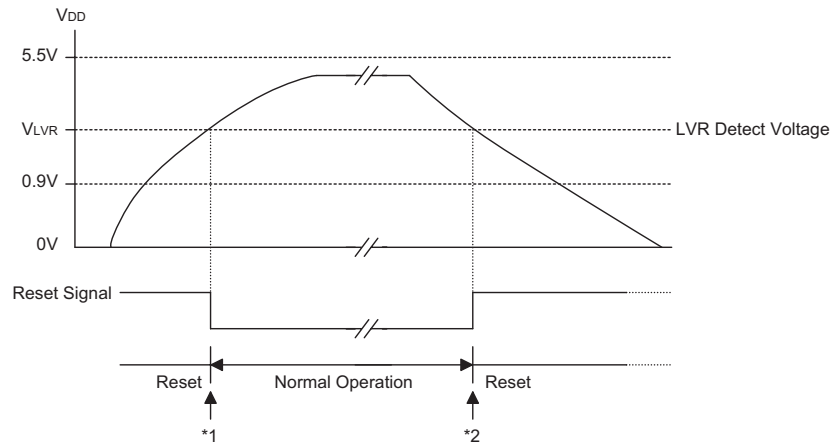 VDD
5.5V
VLVR
LVR Detect Voltage
0.9V
0V
Reset Signal
Reset
Normal Operation
Reset
*1
*2